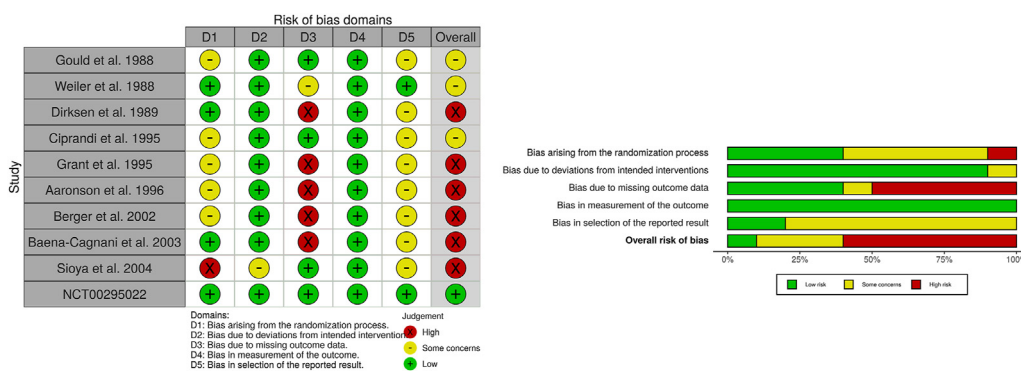 Risk of bias domains
D1 D2 D3 D4 D5 Overall
Study
Gould et al. 1988 - + + + - -
Weiler et al. 1988 + + - + + -
Dirksen et al. 1989 + + X + - X
Ciprandi et al. 1995 - + + + - -
Grant et al. 1995 - + X + - X
Aaronson et al. 1996 - + X + - X
Berger et al. 2002 - + X + - X
Baena-Cagnani et al. 2003 + + X + - X
Sioya et al. 2004 X - + + - X
NCT00295022 + + + + + +
Domains:
D1: Bias arising from the randomization process.
D2: Bias due to deviations from intended intervention
D3: Bias due to missing outcome data.
D4: Bias in measurement of the outcome.
D5: Bias in selection of the reported result.
Judgement
X High
- Some concerns
+ Low
Bias arising from the randomization process
Bias due to deviations from intended interventions
Bias due to missing outcome data
Bias in measurement of the outcome
Bias in selection of the reported result
Overall risk of bias
0% 25% 50% 75% 100%
Low risk Some concerns High risk